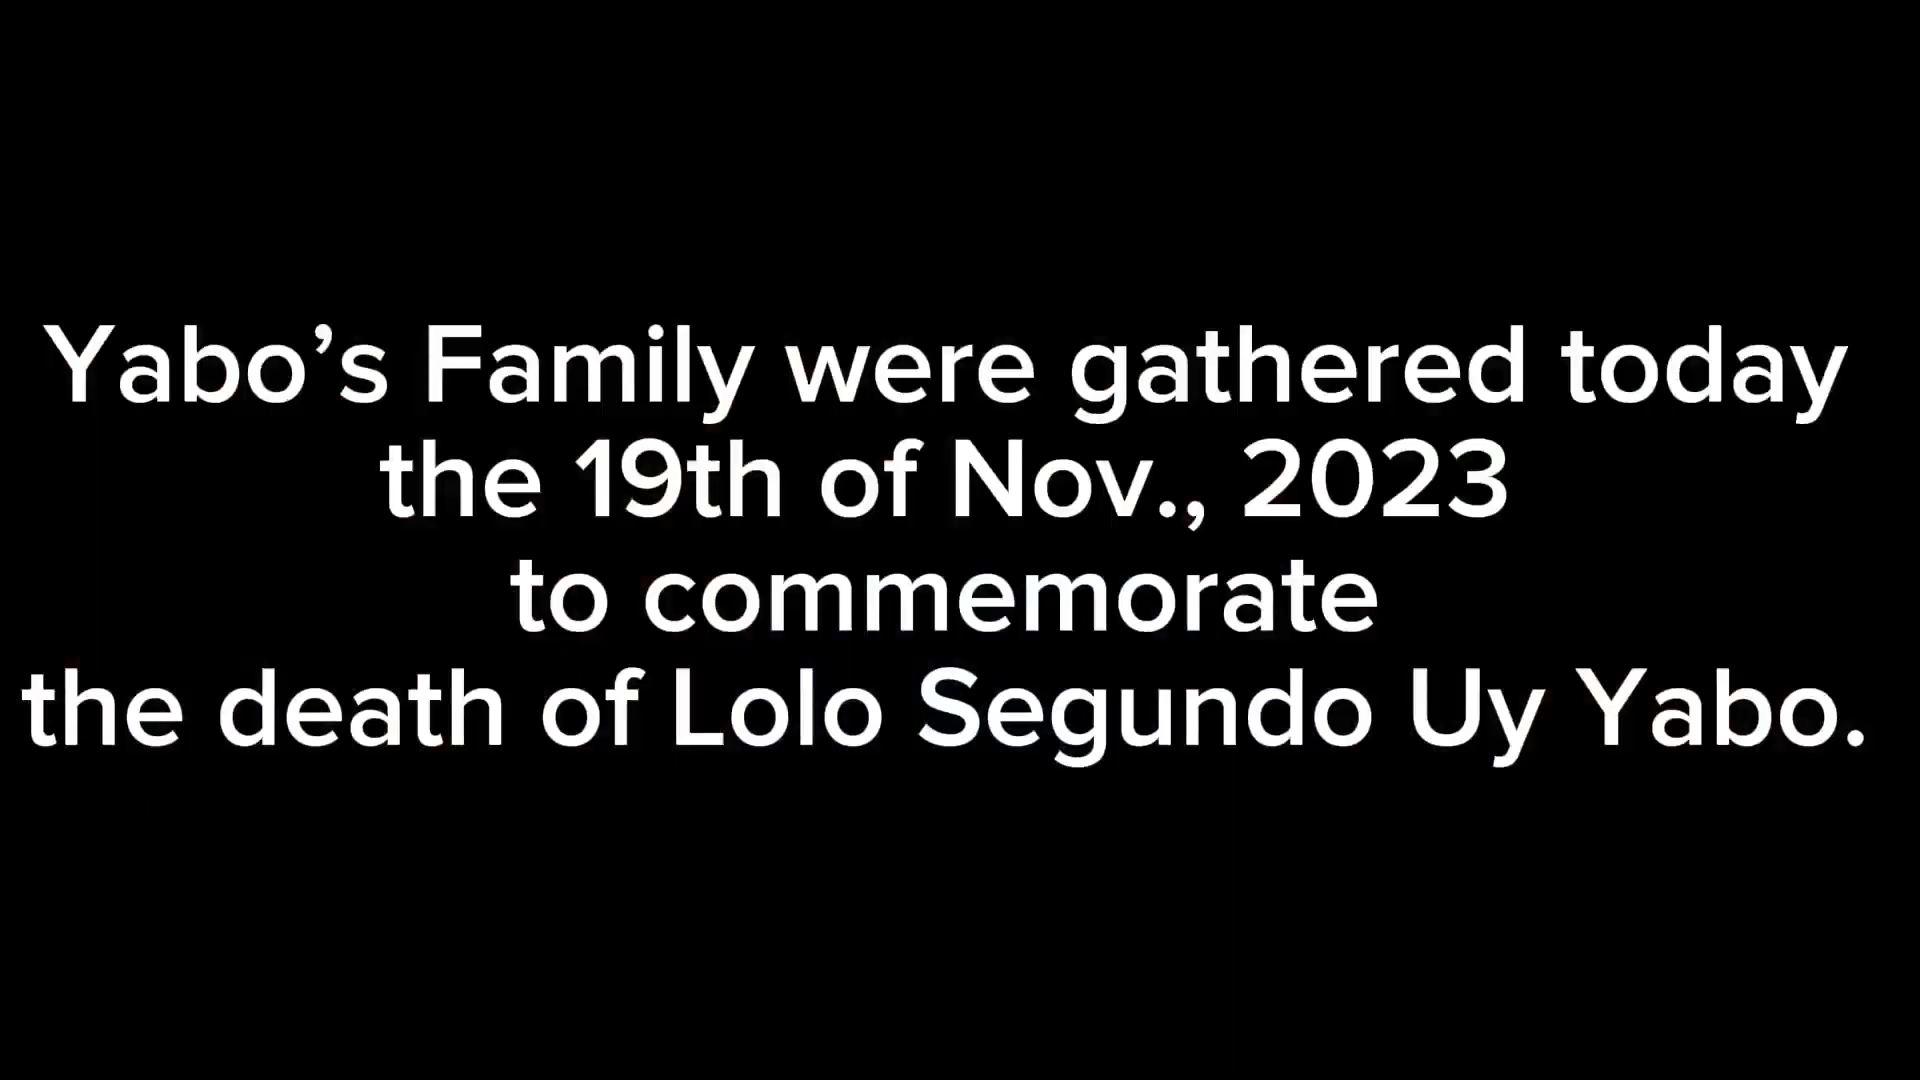 Yabo’s Family were gathered today
the 19th of Nov., 2023
to commemorate
the death of Lolo Segundo Uy Yabo.